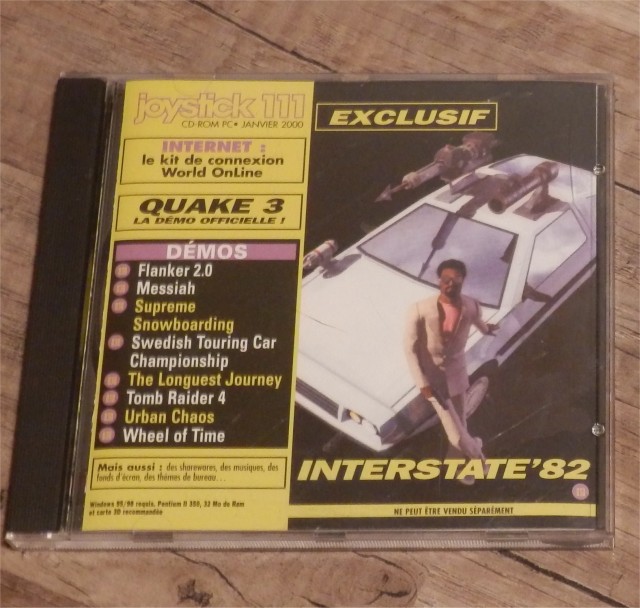 joystick 111
CD-ROM PC • JANVIER 2000
INTERNET :
le kit de connexion
World OnLine
QUAKE 3
LA DÉMO OFFICIELLE !
DÉMOS
Flanker 2.0
Messiah
Supreme
Snowboarding
Swedish Touring Car
Championship
The Longuest Journey
Tomb Raider 4
Urban Chaos
Wheel of Time
Mais aussi : des sharewares, des musiques, des
fonds d'écran, des thèmes de bureau...
Windows 95/98 requis, Pentium II 350, 32 Mo de Ram
et carte 3D recommandée
EXCLUSIF
INTERSTATE'82
NE PEUT ÊTRE VENDU SÉPARÉMENT